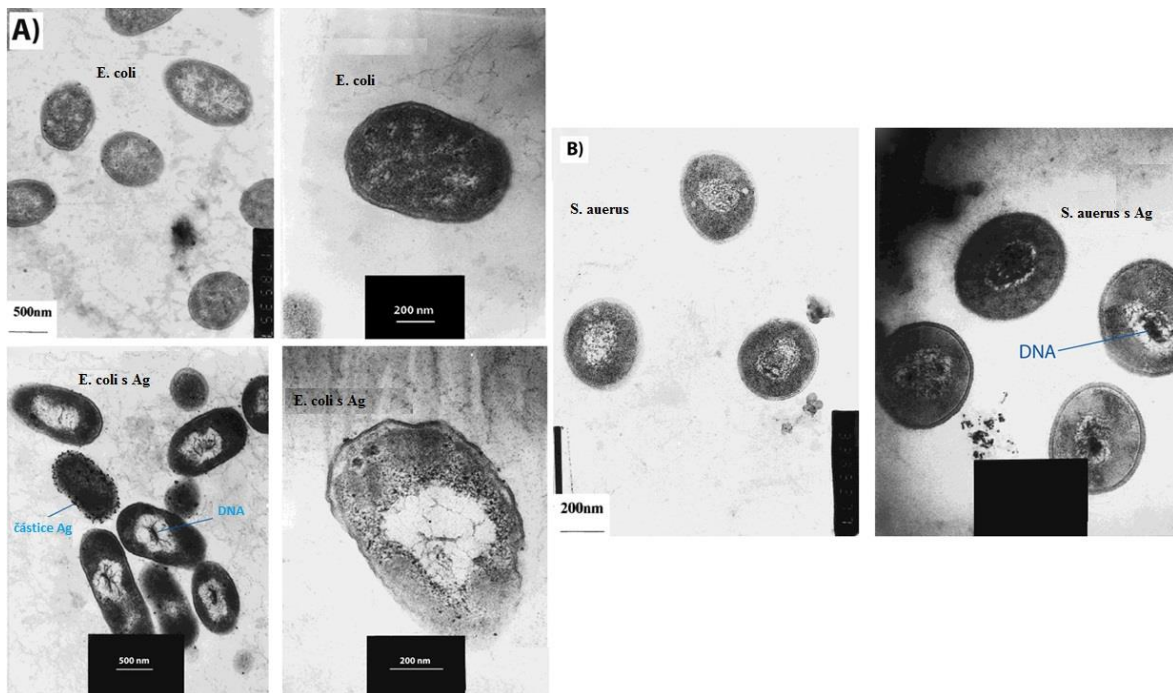 A)
E. coli
500nm
E. coli
200 nm
E. coli s Ag
částice Ag
DNA
500 nm
E. coli s Ag
200 nm
B)
S. auerus
200nm
S. auerus s Ag
DNA